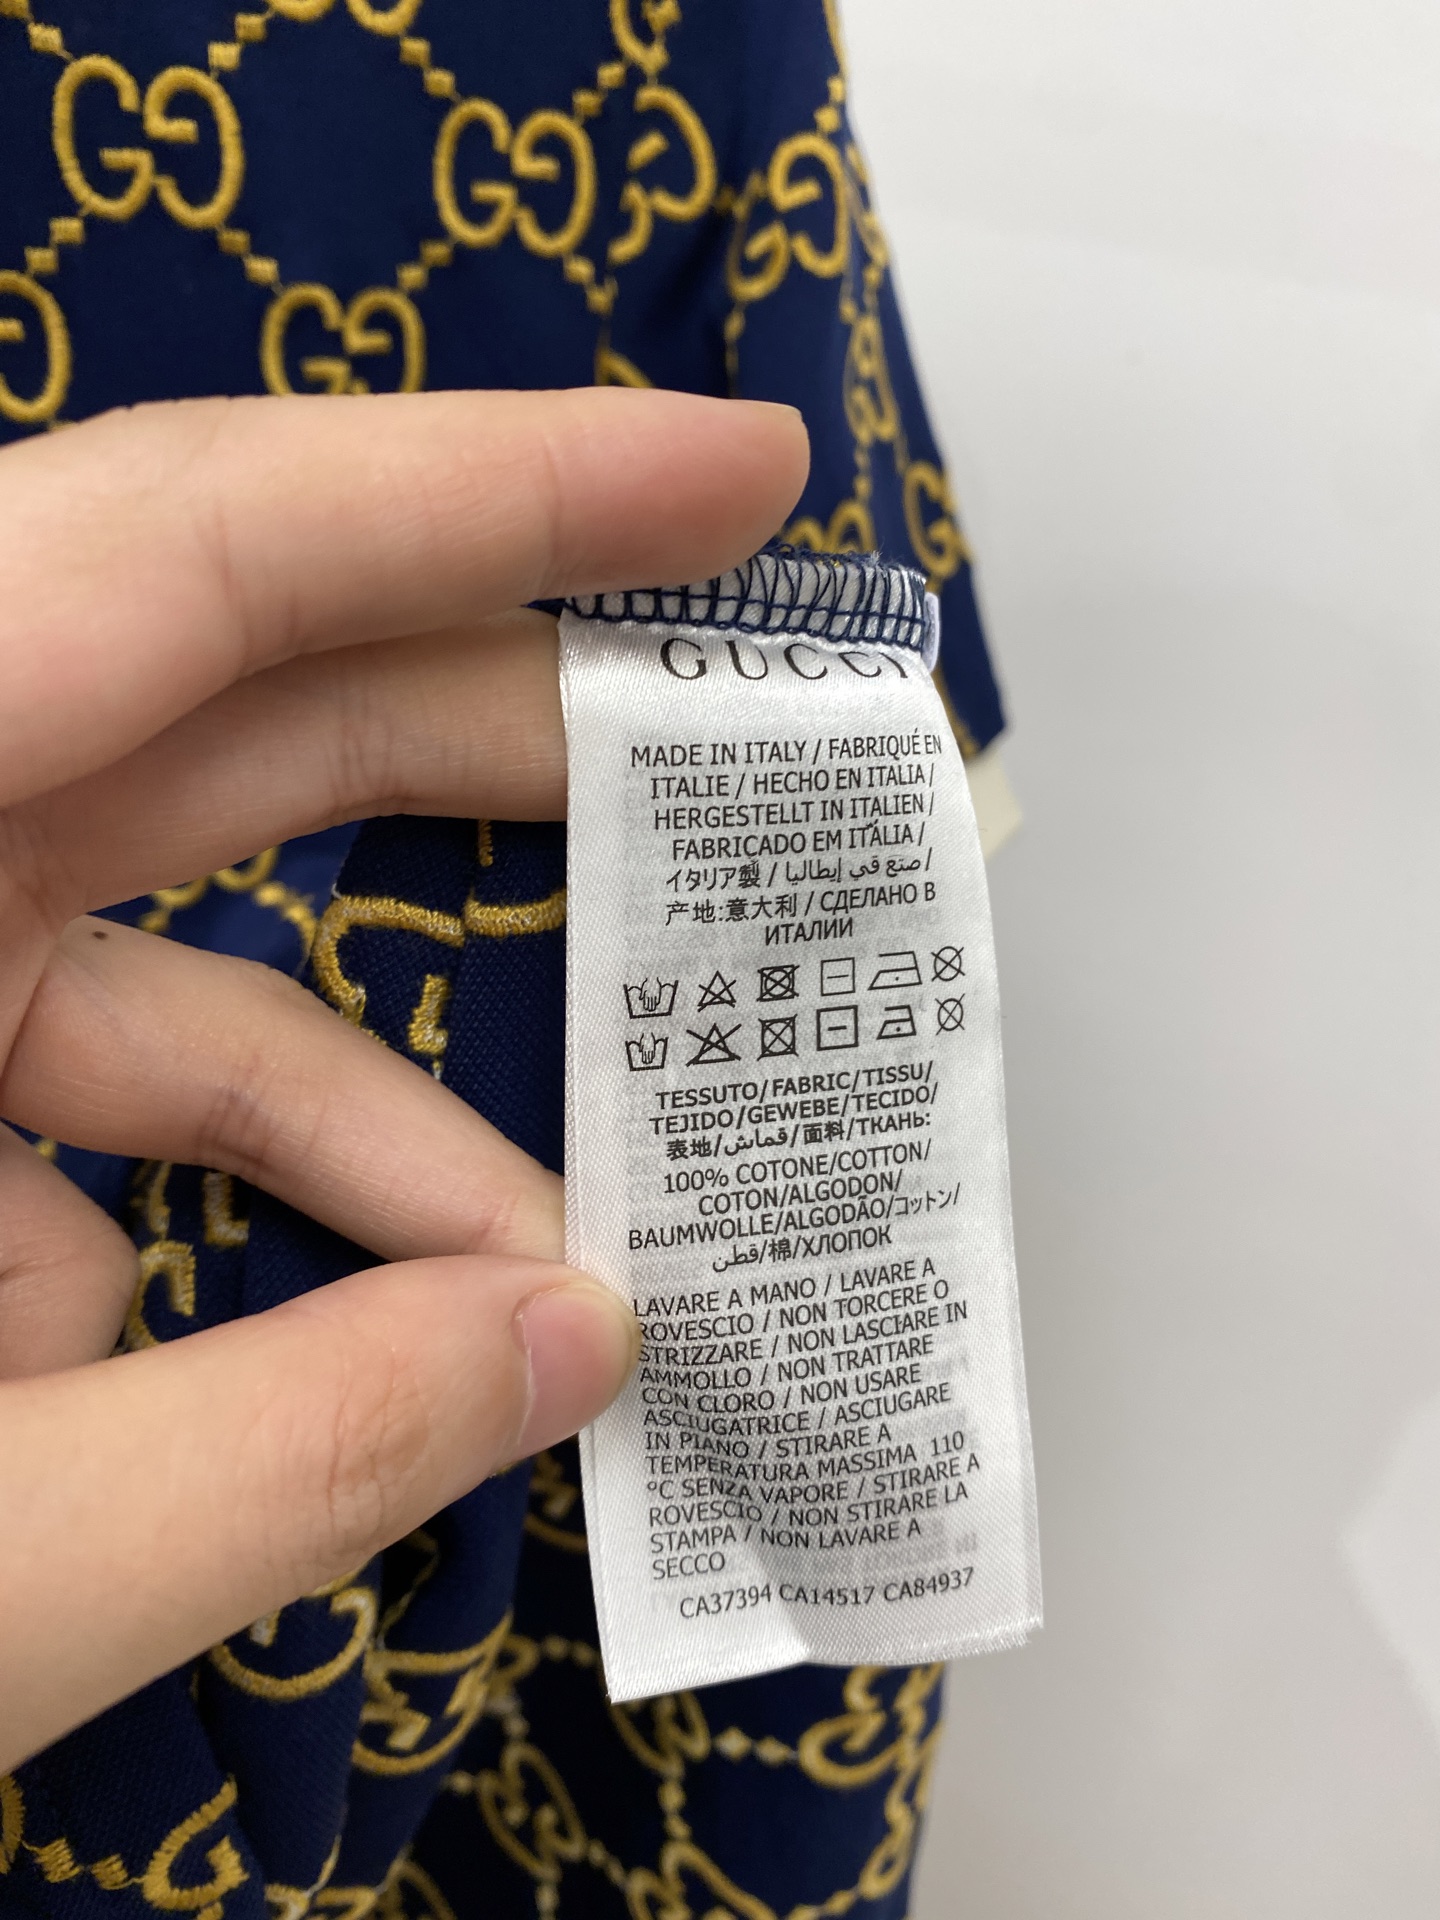 GUCCI
MADE IN ITALY / FABRIQUÉ EN
ITALIE / HECHO EN ITALIA /
HERGESTELLT IN ITALIEN /
FABRICADO EM ITÁLIA /
イタリア製 / صنع في إيطاليا /
产地:意大利 / СДЕЛАНО В
ИТАЛИИ
TESSUTO/FABRIC/TISSU/
TEJIDO/GEWEBE/TECIDO/
表地/قماش/面料/ТКАНЬ:
100% COTONE/COTTON/
COTON/ALGODON/
BAUMWOLLE/ALGODÃO/コットン/
قطن/棉/ХЛОПОК
LAVARE A MANO / LAVARE A
ROVESCIO / NON TORCERE O
STRIZZARE / NON LASCIARE IN
AMMOLLO / NON TRATTARE
CON CLORO / NON USARE
ASCIUGATRICE / ASCIUGARE
IN PIANO / STIRARE A
TEMPERATURA MASSIMA 110
°C SENZA VAPORE / STIRARE A
ROVESCIO / NON STIRARE LA
STAMPA / NON LAVARE A
SECCO
CA37394 CA14517 CA84937